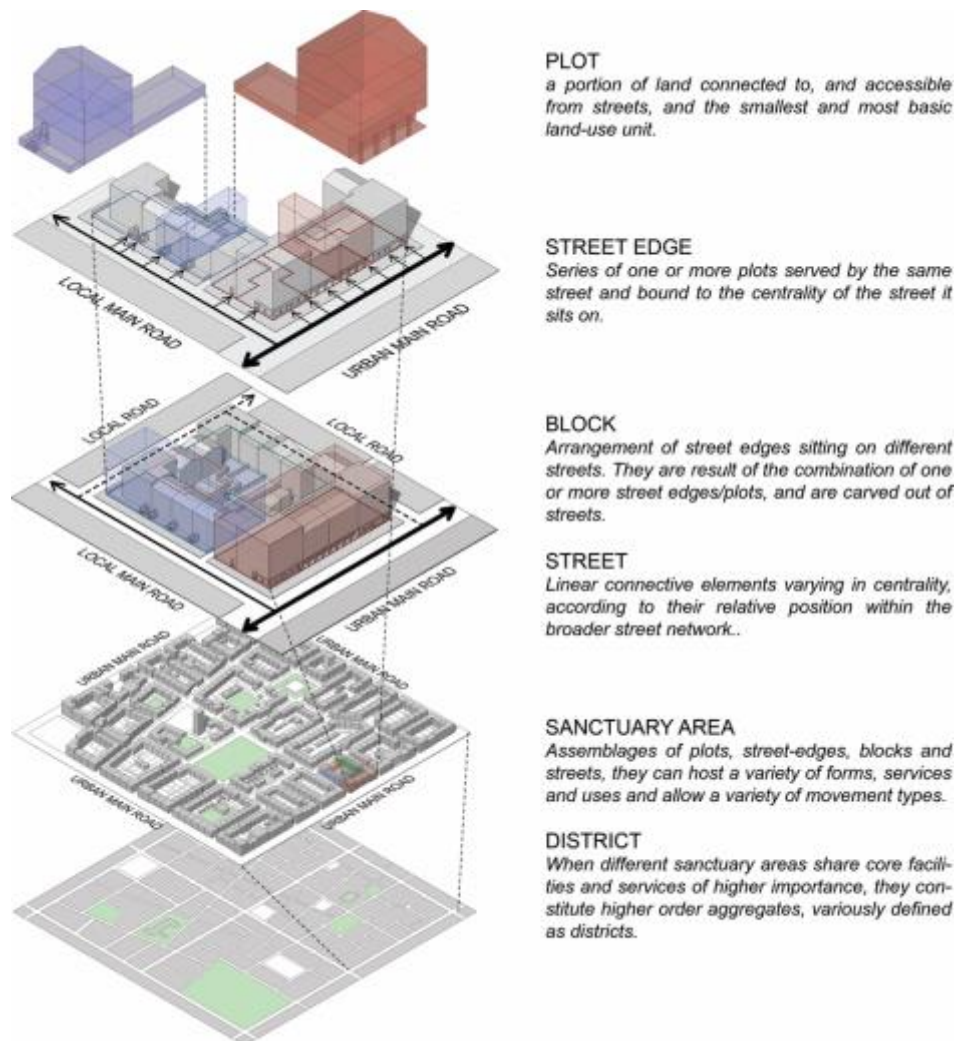 PLOT
a portion of land connected to, and accessible
from streets, and the smallest and most basic
land-use unit.
STREET EDGE
Series of one or more plots served by the same
street and bound to the centrality of the street it
sits on.
LOCAL MAIN ROAD
URBAN MAIN ROAD
BLOCK
Arrangement of street edges sitting on different
streets. They are result of the combination of one
or more street edges/plots, and are carved out of
streets.
LOCAL ROAD
LOCAL ROAD
LOCAL MAIN ROAD
URBAN MAIN ROAD
STREET
Linear connective elements varying in centrality,
according to their relative position within the
broader street network..
URBAN MAIN ROAD
URBAN MAIN ROAD
URBAN MAIN ROAD
URBAN MAIN ROAD
SANCTUARY AREA
Assemblages of plots, street-edges, blocks and
streets, they can host a variety of forms, services
and uses and allow a variety of movement types.
DISTRICT
When different sanctuary areas share core facili-
ties and services of higher importance, they con-
stitute higher order aggregates, variously defined
as districts.